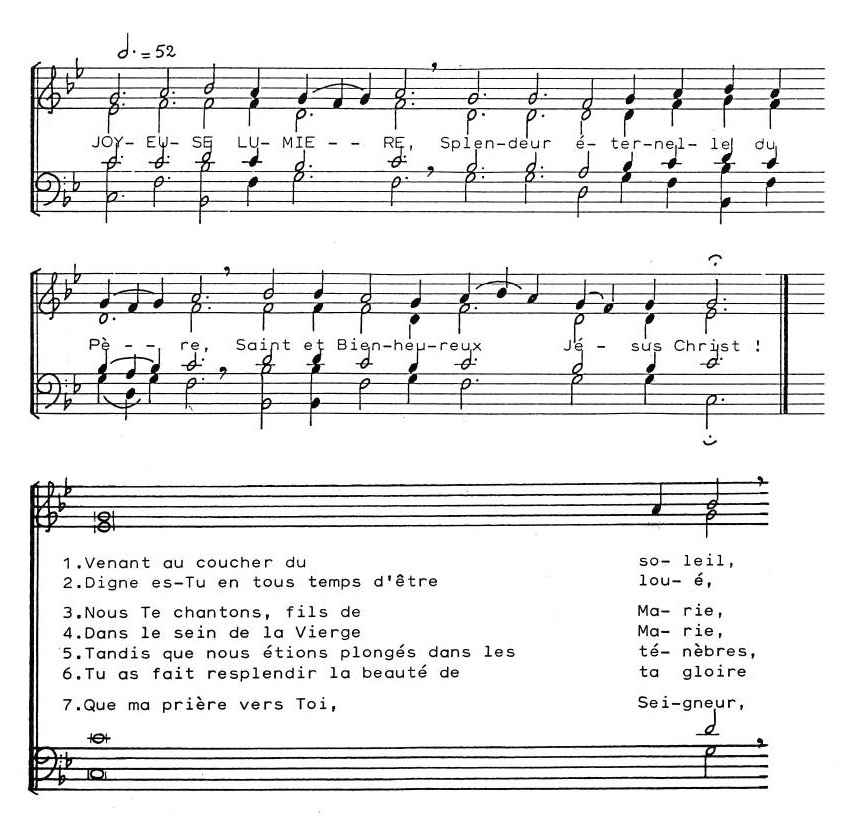 𝅗𝅥. = 52
JOY- EU- SE LU- MIE - - RE, Splen-deur é- ter-nel- le du
Pè - - re, Saint et Bien-heu-reux Jé - sus Christ !
1.Venant au coucher du so- leil,
2.Digne es-Tu en tous temps d'être lou- é,
3.Nous Te chantons, fils de Ma- rie,
4.Dans le sein de la Vierge Ma- rie,
5.Tandis que nous étions plongés dans les té- nèbres,
6.Tu as fait resplendir la beauté de ta gloire
7.Que ma prière vers Toi, Sei-gneur,